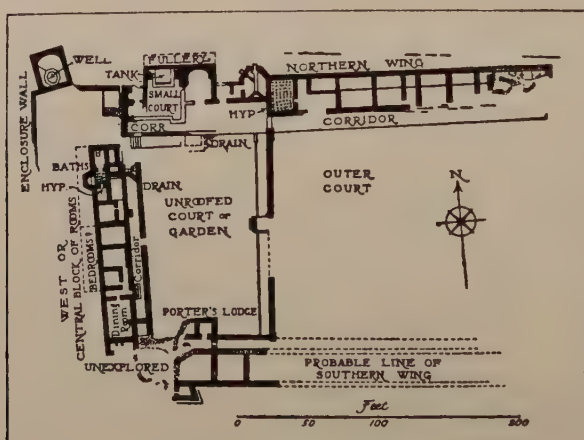 WELL
FULLERY
TANK
SMALL
COURT
NORTHERN WING
HYP.
CORRIDOR
CORR
DRAIN
ENCLOSURE WALL
BATHS
HYP.
DRAIN
UNROOFED
COURT or
GARDEN
OUTER
COURT
N
WEST OR
CENTRAL BLOCK OF ROOMS
BEDROOMS
Corridor
Dining
Room
PORTER'S LODGE
UNEXPLORED
PROBABLE LINE OF
SOUTHERN WING
Feet
0 50 100 200